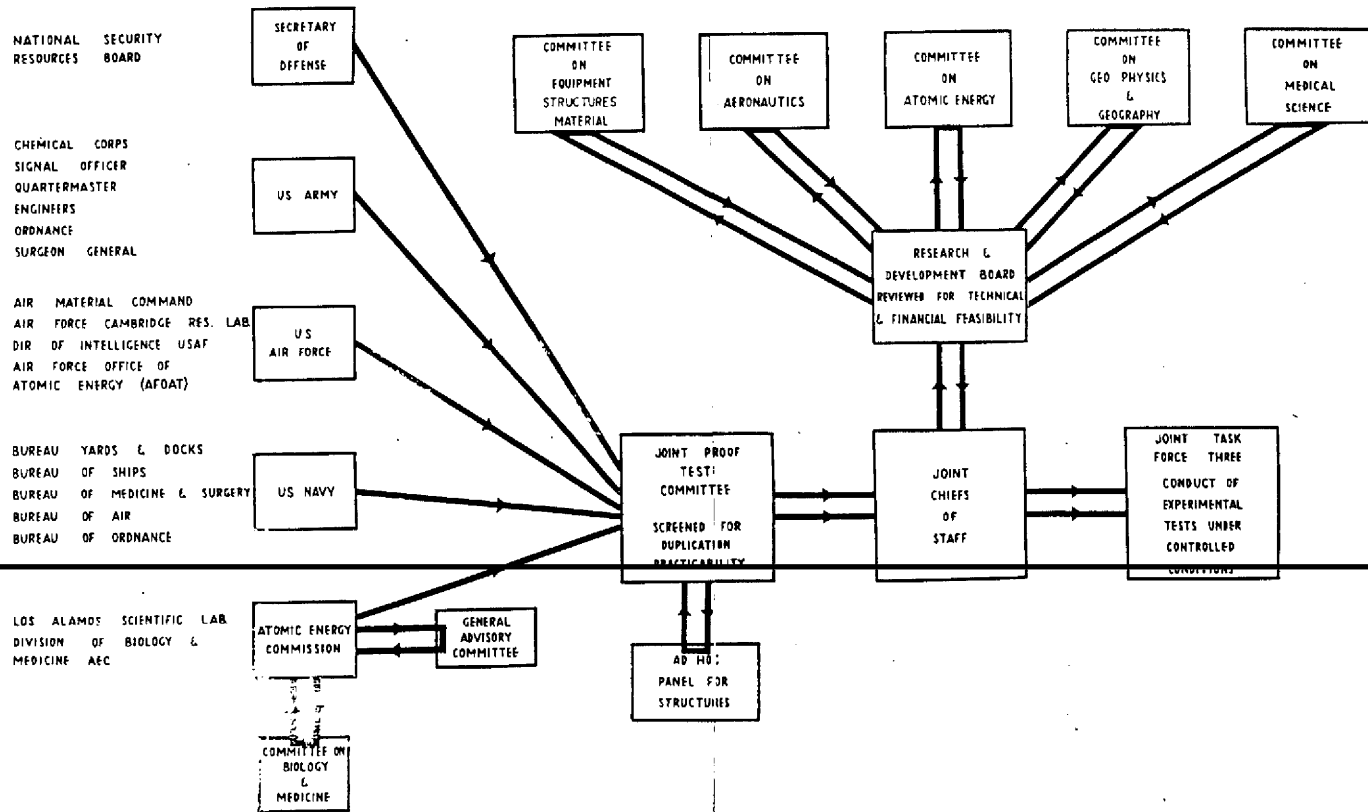 NATIONAL SECURITY
RESOURCES BOARD
SECRETARY
OF
DEFENSE
COMMITTEE
ON
EQUIPMENT
STRUCTURES
MATERIAL
COMMITTEE
ON
AERONAUTICS
COMMITTEE
ON
ATOMIC ENERGY
COMMITTEE
ON
GEO PHYSICS
&
GEOGRAPHY
COMMITTEE
ON
MEDICAL
SCIENCE
CHEMICAL CORPS
SIGNAL OFFICER
QUARTERMASTER
ENGINEERS
ORDNANCE
SURGEON GENERAL
US ARMY
RESEARCH &
DEVELOPMENT BOARD
REVIEWED FOR TECHNICAL
& FINANCIAL FEASIBILITY
AIR MATERIAL COMMAND
AIR FORCE CAMBRIDGE RES. LAB
DIR OF INTELLIGENCE USAF
AIR FORCE OFFICE OF
ATOMIC ENERGY (AFOAT)
US
AIR FORCE
BUREAU YARDS & DOCKS
BUREAU OF SHIPS
BUREAU OF MEDICINE & SURGERY
BUREAU OF AIR
BUREAU OF ORDNANCE
US NAVY
JOINT PROOF
TEST
COMMITTEE
SCREENED FOR
DUPLICATION
PRACTICABILITY
JOINT
CHIEFS
OF
STAFF
JOINT TASK
FORCE THREE
CONDUCT OF
EXPERIMENTAL
TESTS UNDER
CONTROLLED
CONDITIONS
LOS ALAMOS SCIENTIFIC LAB
DIVISION OF BIOLOGY &
MEDICINE AEC
ATOMIC ENERGY
COMMISSION
GENERAL
ADVISORY
COMMITTEE
AD HOC
PANEL FOR
STRUCTURES
COMMITTEE ON
BIOLOGY
&
MEDICINE